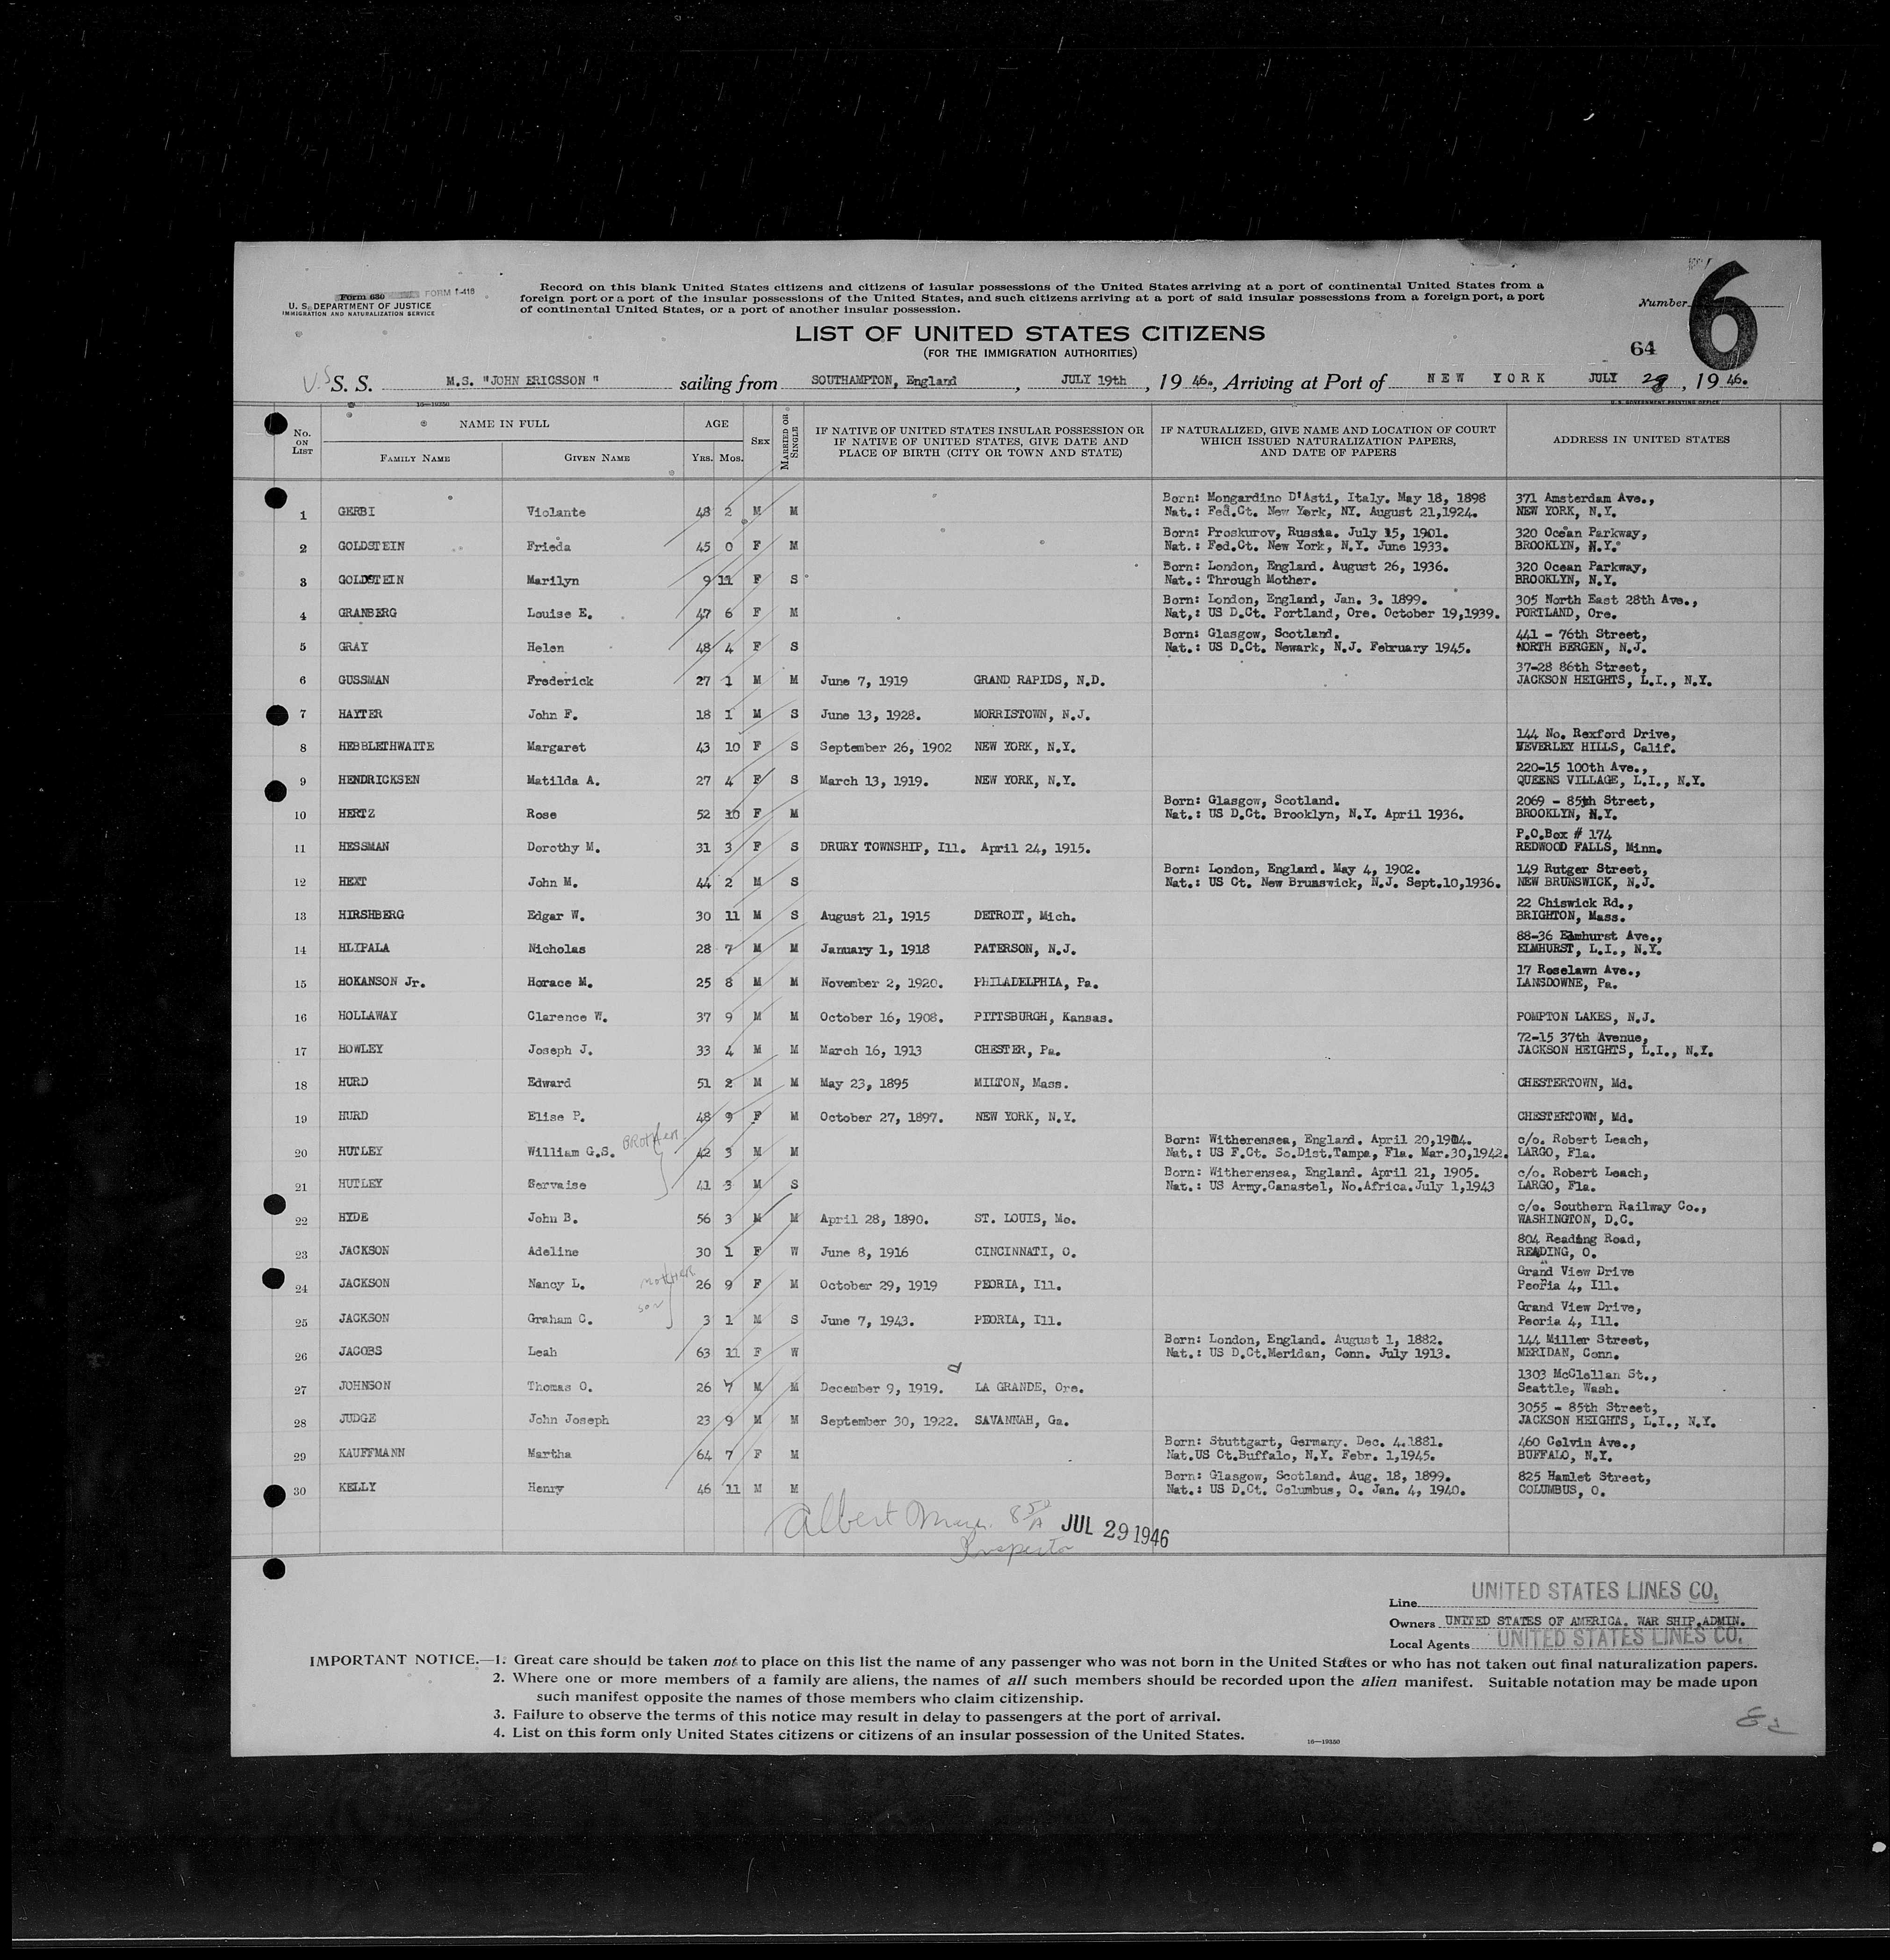 Form 630 FORM I-418
U. S. DEPARTMENT OF JUSTICE
IMMIGRATION AND NATURALIZATION SERVICE
Record on this blank United States citizens and citizens of insular possessions of the United States arriving at a port of continental United States from a
foreign port or a port of the insular possessions of the United States, and such citizens arriving at a port of said insular possessions from a foreign port, a port
of continental United States, or a port of another insular possession.
Number 6
LIST OF UNITED STATES CITIZENS
(FOR THE IMMIGRATION AUTHORITIES)
64
U.S. S. S. M.S. "JOHN ERICSSON " sailing from SOUTHAMPTON, England, JULY 19th, 19 46., Arriving at Port of NEW YORK JULY 29, 19 46.
16—19350 U. S. GOVERNMENT PRINTING OFFICE
No. ON LIST NAME IN FULL AGE SEX MARRIED OR SINGLE IF NATIVE OF UNITED STATES INSULAR POSSESSION OR IF NATIVE OF UNITED STATES, GIVE DATE AND PLACE OF BIRTH (CITY OR TOWN AND STATE) IF NATURALIZED, GIVE NAME AND LOCATION OF COURT WHICH ISSUED NATURALIZATION PAPERS, AND DATE OF PAPERS ADDRESS IN UNITED STATES
FAMILY NAME GIVEN NAME YRS. MOS.
Born: Mongardino D'Asti, Italy. May 18, 1898 371 Amsterdam Ave.,
1 GERBI Violante 48 2 M M Nat.: Fed.Ct. New York, NY. August 21,1924. NEW YORK, N.Y.
Born: Proskurov, Russia. July 15, 1901. 320 Ocean Parkway,
2 GOLDSTEIN Frieda 45 0 F M Nat.: Fed.Ct. New York, N.Y. June 1933. BROOKLYN, N.Y.
Born: London, England. August 26, 1936. 320 Ocean Parkway,
3 GOLDSTEIN Marilyn 9 11 F S Nat.: Through Mother. BROOKLYN, N.Y.
Born: London, England, Jan. 3. 1899. 305 North East 28th Ave.,
4 GRANBERG Louise E. 47 6 F M Nat,: US D.Ct. Portland, Ore. October 19,1939. PORTLAND, Ore.
Born: Glasgow, Scotland. 441 - 76th Street,
5 GRAY Helen 48 4 F S Nat.: US D.Ct. Newark, N.J. February 1945. NORTH BERGEN, N.J.
37-28 86th Street,
6 GUSSMAN Frederick 27 1 M M June 7, 1919 GRAND RAPIDS, N.D. JACKSON HEIGHTS, L.I., N.Y.
7 HAYTER John F. 18 1 M S June 13, 1928. MORRISTOWN, N.J.
144 No. Rexford Drive,
8 HEBBLETHWAITE Margaret 43 10 F S September 26, 1902 NEW YORK, N.Y. BEVERLEY HILLS, Calif.
220-15 100th Ave.,
9 HENDRICKSEN Matilda A. 27 4 F S March 13, 1919. NEW YORK, N.Y. QUEENS VILLAGE, L.I., N.Y.
Born: Glasgow, Scotland. 2069 - 85th Street,
10 HERTZ Rose 52 10 F M Nat.: US D.Ct. Brooklyn, N.Y. April 1936. BROOKLYN, N.Y.
P.O.Box # 174
11 HESSMAN Dorothy M. 31 3 F S DRURY TOWNSHIP, Ill. April 24, 1915. REDWOOD FALLS, Minn.
Born: London, England. May 4, 1902. 149 Rutger Street,
12 HEXT John M. 44 2 M S Nat.: US Ct. New Brunswick, N.J. Sept.10,1936. NEW BRUNSWICK, N.J.
22 Chiswick Rd.,
13 HIRSHBERG Edgar W. 30 11 M S August 21, 1915 DETROIT, Mich. BRIGHTON, Mass.
88-36 Elmhurst Ave.,
14 HLIPALA Nicholas 28 7 M M January 1, 1918 PATERSON, N.J. ELMHURST, L.I., N.Y.
17 Roselawn Ave.,
15 HOKANSON Jr. Horace M. 25 8 M M November 2, 1920. PHILADELPHIA, Pa. LANSDOWNE, Pa.
16 HOLLAWAY Clarence W. 37 9 M M October 16, 1908. PITTSBURGH, Kansas. POMPTON LAKES, N.J.
72-15 37th Avenue,
17 HOWLEY Joseph J. 33 4 M M March 16, 1913 CHESTER, Pa. JACKSON HEIGHTS, L.I., N.Y.
18 HURD Edward 51 2 M M May 23, 1895 MILTON, Mass. CHESTERTOWN, Md.
19 HURD Elise P. 48 9 F M October 27, 1897. NEW YORK, N.Y. CHESTERTOWN, Md.
BROTHER Born: Witherensea, England. April 20,1904. c/o. Robert Leach,
20 HUTLEY William G.S. 42 3 M M Nat.: US F.Ct. So.Dist.Tampa, Fla. Mar.30,1942. LARGO, Fla.
Born: Witherensea, England. April 21, 1905. c/o. Robert Leach,
21 HUTLEY Servaise 41 3 M S Nat.: US Army.Canastel, No.Africa.July 1,1943 LARGO, Fla.
c/o. Southern Railway Co.,
22 HYDE John B. 56 3 M M April 28, 1890. ST. LOUIS, Mo. WASHINGTON, D.C.
804 Reading Road,
23 JACKSON Adeline 30 1 F W June 8, 1916 CINCINNATI, O. READING, O.
MOTHER Grand View Drive
24 JACKSON Nancy L. 26 9 F M October 29, 1919 PEORIA, Ill. Peoria 4, Ill.
son Grand View Drive,
25 JACKSON Graham C. 3 1 M S June 7, 1943. PEORIA, Ill. Peoria 4, Ill.
Born: London, England. August 1, 1882. 144 Miller Street,
26 JACOBS Leah 63 11 F W Nat.: US D.Ct.Meridan, Conn. July 1913. MERIDAN, Conn.
1303 McClellan St.,
27 JOHNSON Thomas O. 26 7 M M December 9, 1919. LA GRANDE, Ore. Seattle, Wash.
3055 - 85th Street,
28 JUDGE John Joseph 23 9 M M September 30, 1922. SAVANNAH, Ga. JACKSON HEIGHTS, L.I., N.Y.
Born: Stuttgart, Germany. Dec. 4.1881. 460 Colvin Ave.,
29 KAUFFMANN Martha 64 7 F M Nat.US Ct.Buffalo, N.Y. Febr. 1,1945. BUFFALO, N.Y.
Born: Glasgow, Scotland. Aug. 18, 1899. 825 Hamlet Street,
30 KELLY Henry 46 11 M M Nat.: US D.Ct. Columbus, O. Jan. 4, 1940. COLUMBUS, O.
Albert 850 A JUL 29 1946
Inspector
Line UNITED STATES LINES CO.
Owners UNITED STATES OF AMERICA. WAR SHIP.ADMIN.
Local Agents UNITED STATES LINES CO.
IMPORTANT NOTICE.—1. Great care should be taken not to place on this list the name of any passenger who was not born in the United States or who has not taken out final naturalization papers.
2. Where one or more members of a family are aliens, the names of all such members should be recorded upon the alien manifest. Suitable notation may be made upon
such manifest opposite the names of those members who claim citizenship.
3. Failure to observe the terms of this notice may result in delay to passengers at the port of arrival.
4. List on this form only United States citizens or citizens of an insular possession of the United States.
16—19350